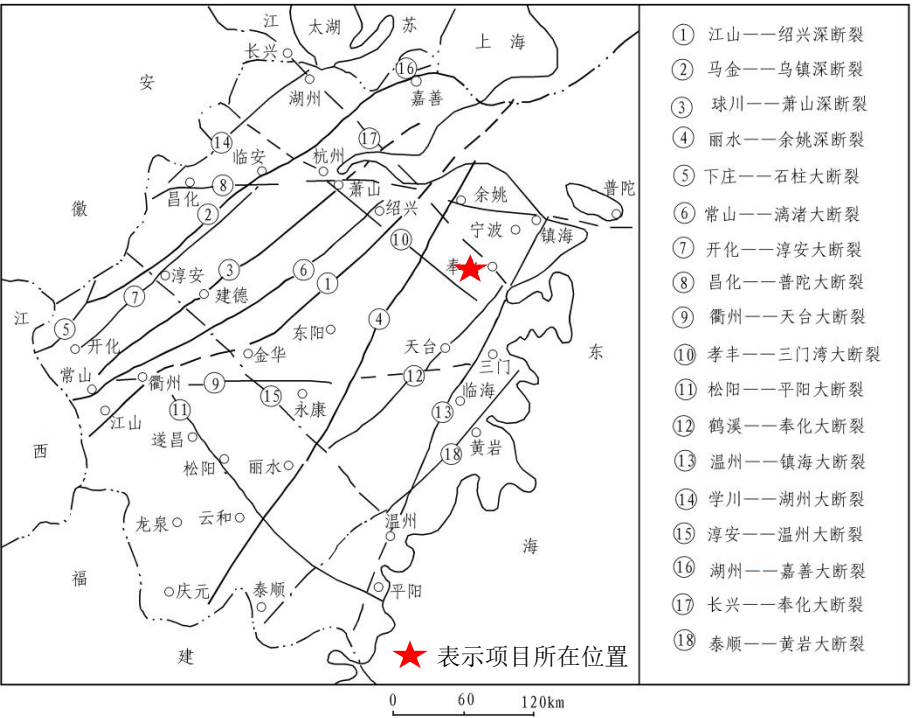 江
太湖
苏
上 海
长兴
安
湖州
16
嘉善
14
17
临安
杭州
8
萧山
昌化
余姚
普陀
徽
2
绍兴
宁波
镇海
10
奉
淳安
3
6
7
建德
1
江
5
4
东阳
开化
金华
天台
三门
东
常山
衢州
9
12
15
临海
江山
11
永康
13
遂昌
黄岩
西
18
松阳
丽水
龙泉
云和
温州
海
福
庆元
泰顺
平阳
建
表示项目所在位置
0 60 120km
① 江山——绍兴深断裂
② 马金——乌镇深断裂
③ 球川——萧山深断裂
④ 丽水——余姚深断裂
⑤ 下庄——石柱大断裂
⑥ 常山——漓渚大断裂
⑦ 开化——淳安大断裂
⑧ 昌化——普陀大断裂
⑨ 衢州——天台大断裂
⑩ 孝丰——三门湾大断裂
⑪ 松阳——平阳大断裂
⑫ 鹤溪——奉化大断裂
⑬ 温州——镇海大断裂
⑭ 学川——湖州大断裂
⑮ 淳安——温州大断裂
⑯ 湖州——嘉善大断裂
⑰ 长兴——奉化大断裂
⑱ 泰顺——黄岩大断裂